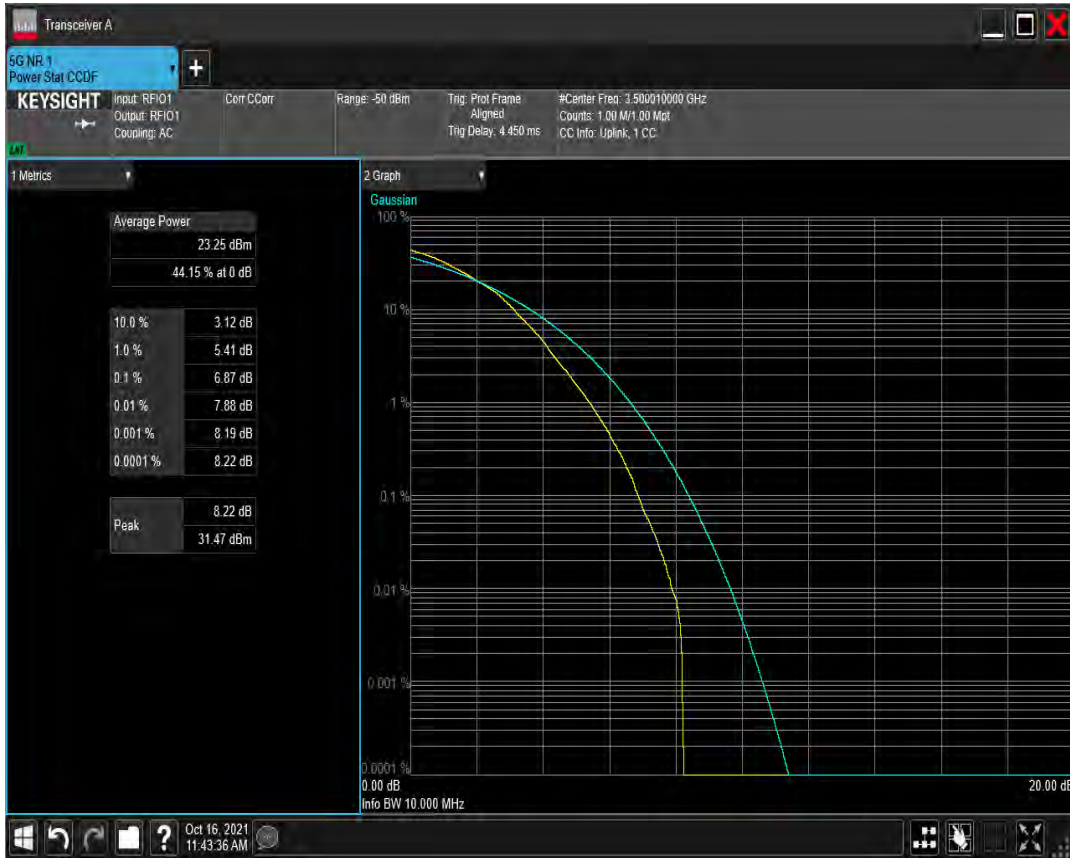 Transceiver A
5G NR 1
Power Stat CCDF
+
KEYSIGHT
Input: RFIO1
Output: RFIO1
Coupling: AC
Corr CCorr
Range: -50 dBm
Trig: Prot Frame
Aligned
Trig Delay: 4.450 ms
#Center Freq: 3.500010000 GHz
Counts: 1.00 M/1.00 Mpt
CC Info: Uplink, 1 CC
1 Metrics
Average Power
23.25 dBm
44.15 % at 0 dB
10.0 % 3.12 dB
1.0 % 5.41 dB
0.1 % 6.87 dB
0.01 % 7.88 dB
0.001 % 8.19 dB
0.0001 % 8.22 dB
Peak
8.22 dB
31.47 dBm
2 Graph
Gaussian
100 %
10 %
1 %
0.1 %
0.01 %
0.001 %
0.0001 %
0.00 dB
20.00 dB
Info BW 10.000 MHz
?
Oct 16, 2021
11:43:36 AM